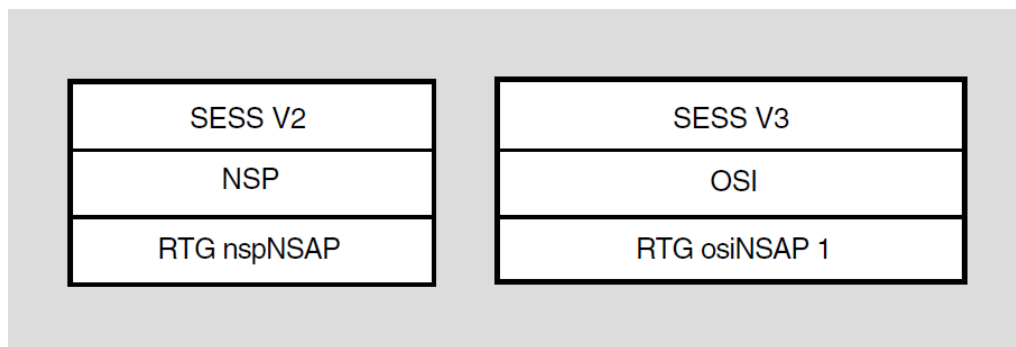 SESS V2
NSP
RTG nspNSAP
SESS V3
OSI
RTG osiNSAP 1